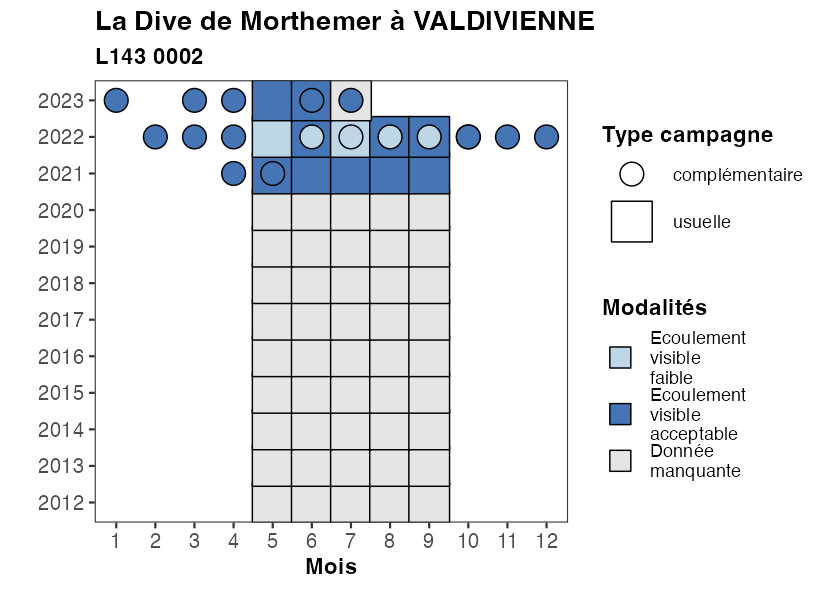 La Dive de Morthemer à VALDIVIENNE
L143 0002
2023
2022
2021
2020
2019
2018
2017
2016
2015
2014
2013
2012
1 2 3 4 5 6 7 8 9 10 11 12
Mois
Type campagne
complémentaire
usuelle
Modalités
Ecoulement
visible
faible
Ecoulement
visible
acceptable
Donnée
manquante